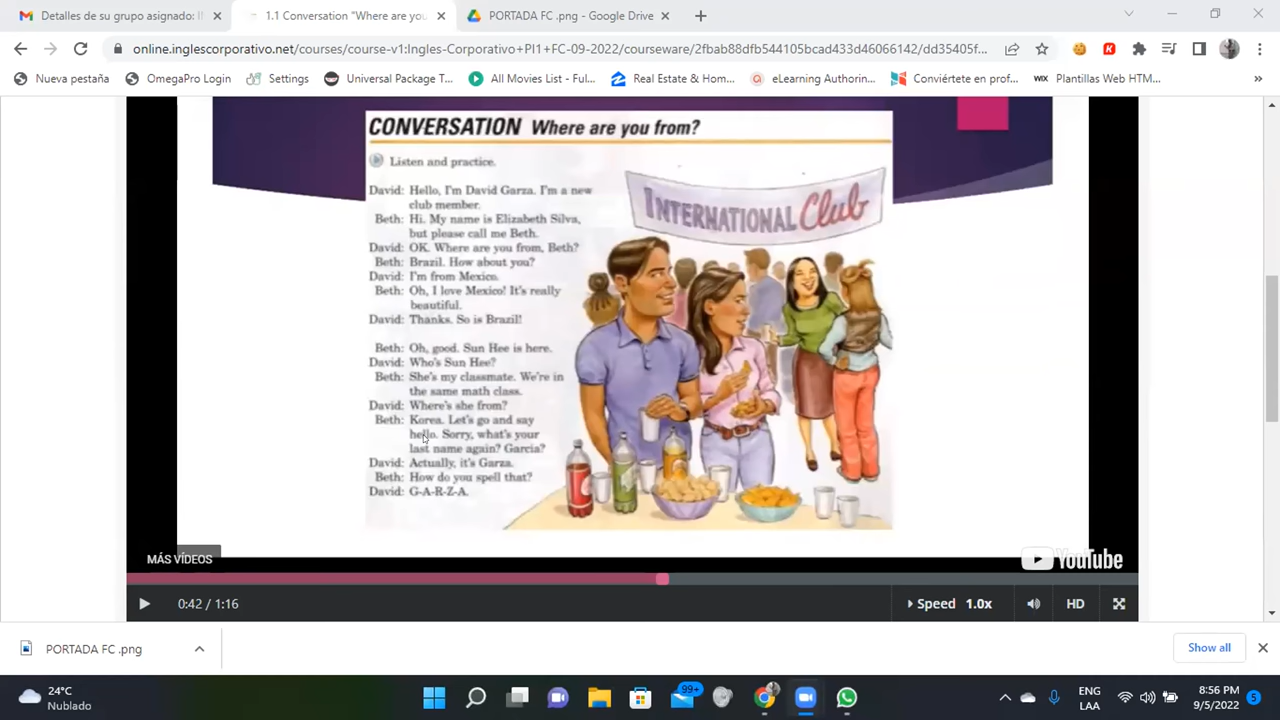 Detalles de su grupo asignado: II
1.1 Conversation "Where are you
PORTADA FC .png - Google Drive
online.inglescorporativo.net/courses/course-v1:Ingles-Corporativo+PI1+FC-09-2022/courseware/2fbab88dfb544105bcad433d46066142/dd35405f...
Nueva pestaña
OmegaPro Login
Settings
Universal Package T...
All Movies List - Ful...
Real Estate & Hom...
eLearning Authorin...
Conviértete en prof...
WIX Plantillas Web HTM...
»
CONVERSATION Where are you from?
Listen and practice.
David: Hello, I'm David Garza. I'm a new
club member.
Beth: Hi. My name is Elizabeth Silva,
but please call me Beth.
David: OK. Where are you from, Beth?
Beth: Brazil. How about you?
David: I'm from Mexico.
Beth: Oh, I love Mexico! It's really
beautiful.
David: Thanks. So is Brazil!
Beth: Oh, good. Sun Hee is here.
David: Who's Sun Hee?
Beth: She's my classmate. We're in
the same math class.
David: Where's she from?
Beth: Korea. Let's go and say
hello. Sorry, what's your
last name again? Garcia?
David: Actually, it's Garza.
Beth: How do you spell that?
David: G-A-R-Z-A.
INTERNATIONAL Club
MÁS VÍDEOS
YouTube
0:42 / 1:16
Speed 1.0x
HD
PORTADA FC .png
Show all
24°C
Nublado
99+
ENG
LAA
8:56 PM
9/5/2022
5